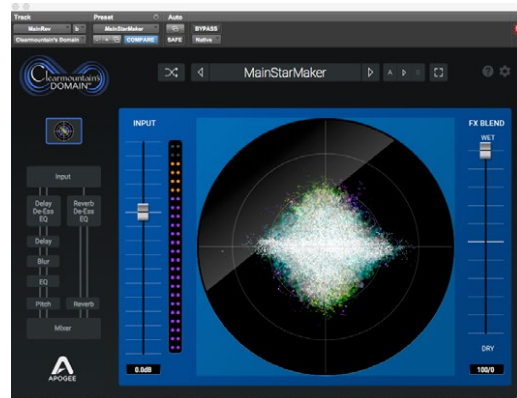 Track Preset Auto
MainRev b MainStarMaker BYPASS
Clearmountain's Domain COMPARE SAFE Native
Clearmountain's
DOMAIN
MainStarMaker
A
INPUT
FX BLEND
WET
Input
Delay
De-Ess
EQ
Reverb
De-Ess
EQ
Delay
Blur
EQ
Pitch
Reverb
Mixer
APOGEE
0.0dB
DRY
100/0